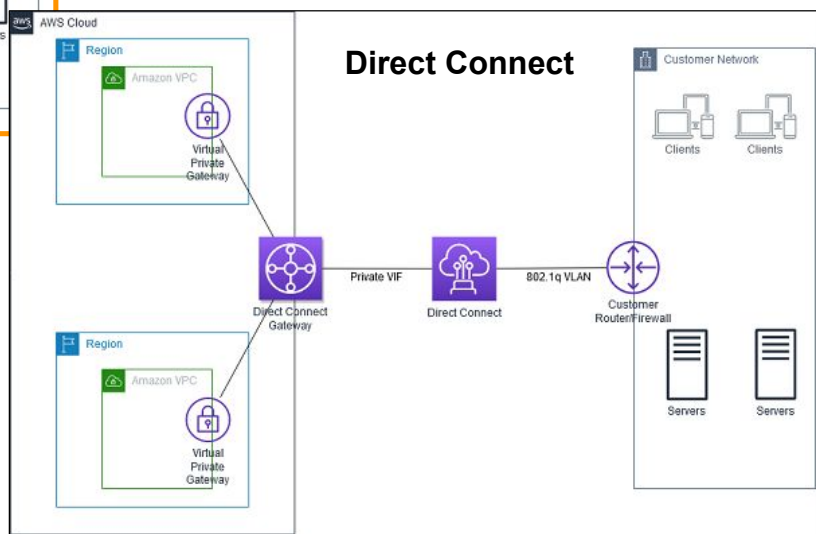 s
aws
AWS Cloud
Region
Amazon VPC
Virtual
Private
Gateway
Direct Connect
Customer Network
Clients
Clients
Direct Connect
Gateway
Private VIF
Direct Connect
802.1q VLAN
Customer
Router/Firewall
Region
Amazon VPC
Virtual
Private
Gateway
Servers
Servers